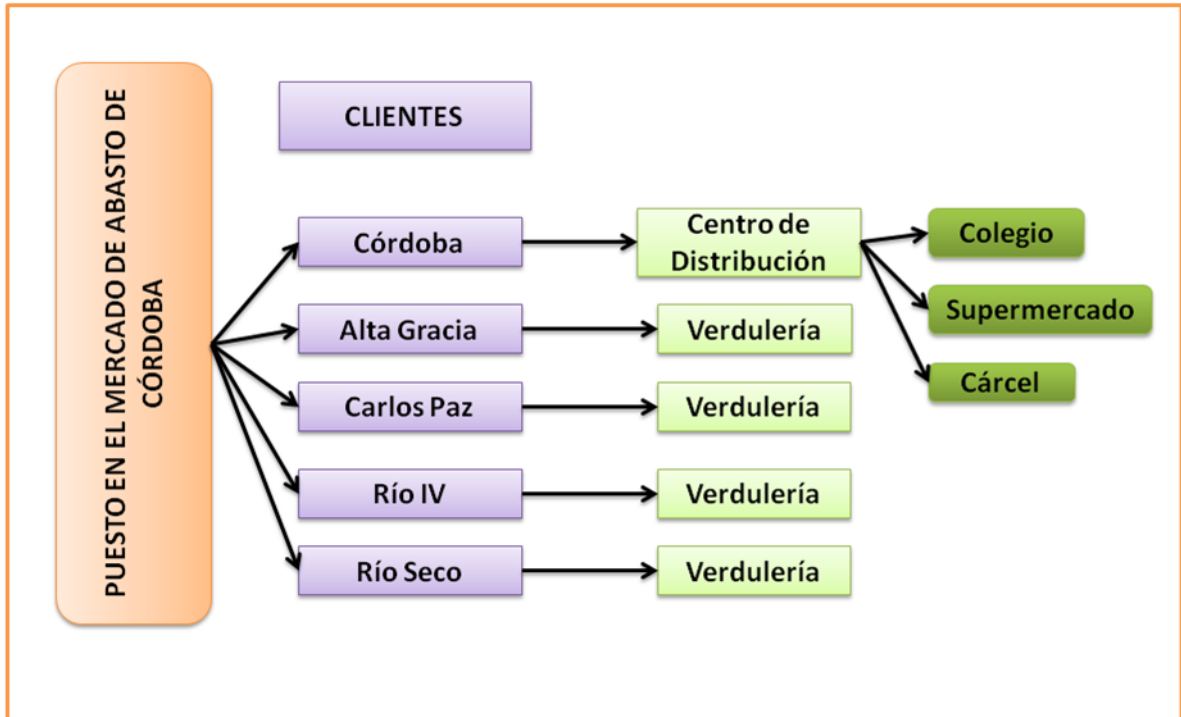 PUESTO EN EL MERCADO DE ABASTO DE
CÓRDOBA
CLIENTES
Córdoba
Centro de
Distribución
Colegio
Supermercado
Cárcel
Alta Gracia
Verdulería
Carlos Paz
Verdulería
Río IV
Verdulería
Río Seco
Verdulería